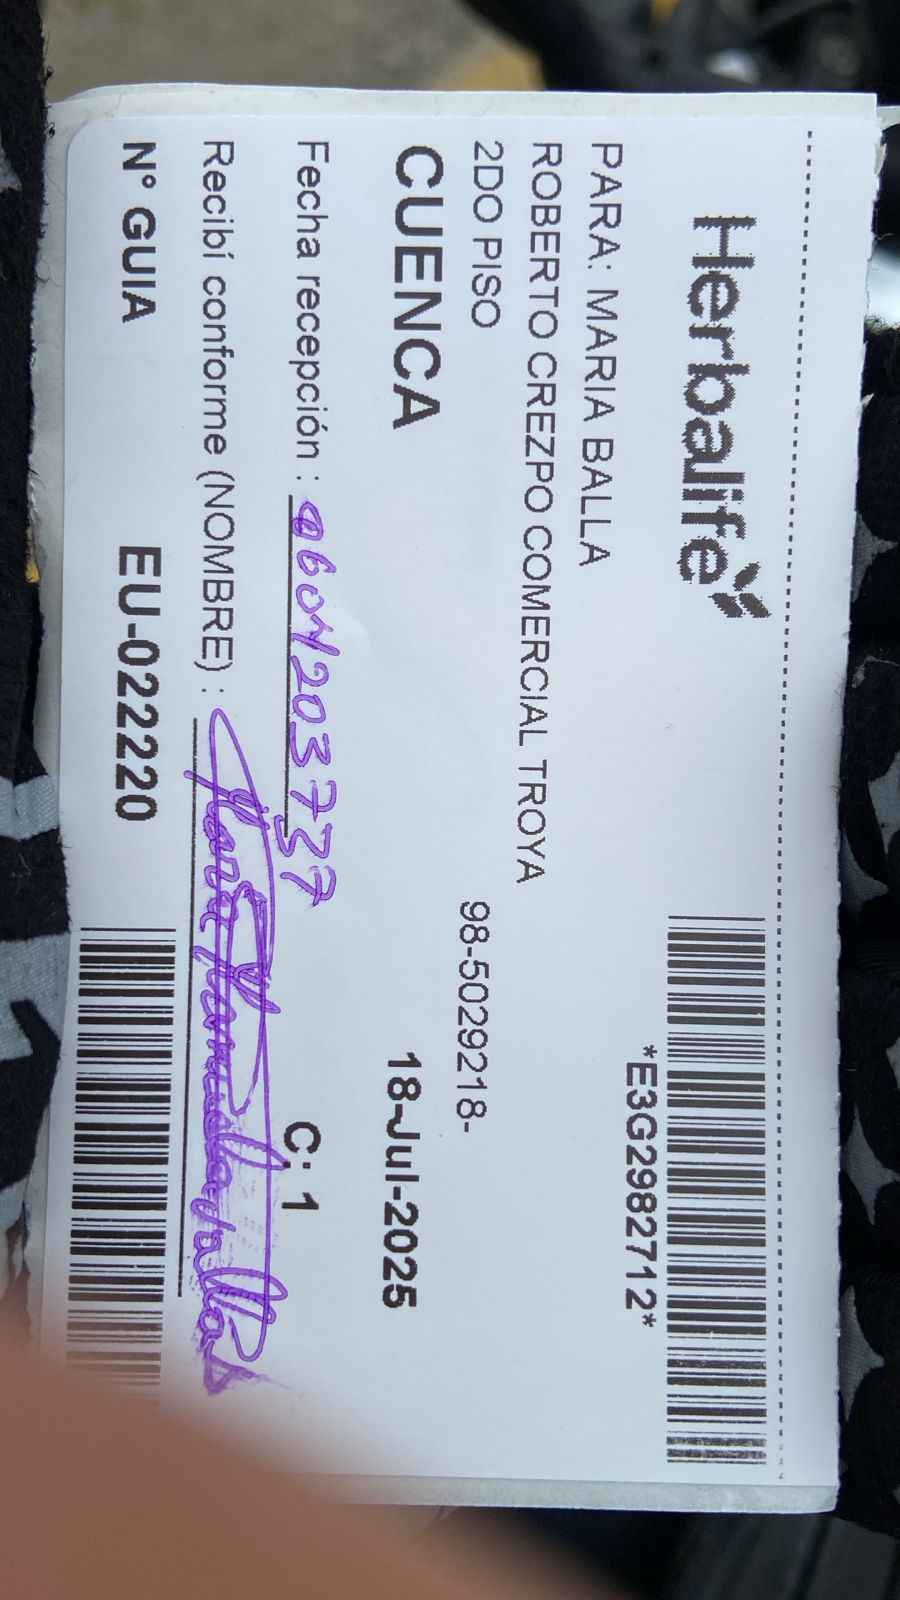 Herbalife
*E3G2982712*
PARA: MARIA BALLA
ROBERTO CREZPO COMERCIAL TROYA
2DO PISO 98-5029218-
CUENCA 18-Jul-2025
Fecha recepción : 0604203737 C: 1
Recibí conforme (NOMBRE) : Maria
N° GUIA EU-022220